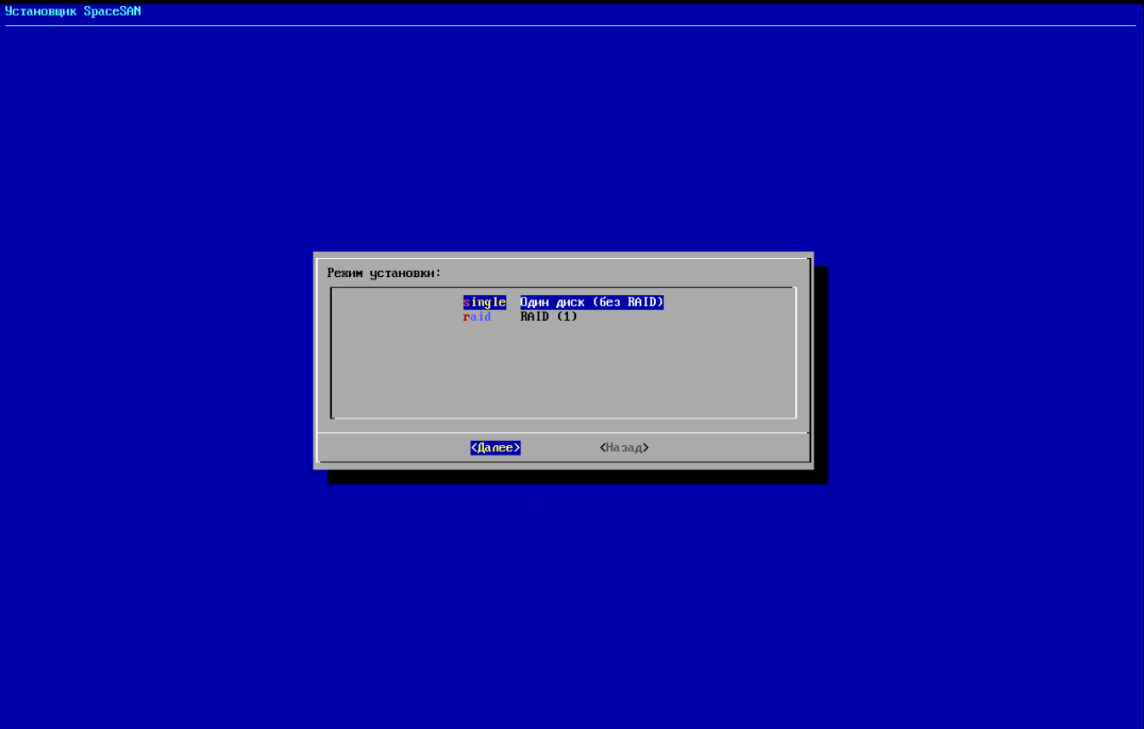 Установщик SpaceSAN
Режим установки:
single Один диск (без RAID)
raid RAID (1)
<Далее> <Назад>